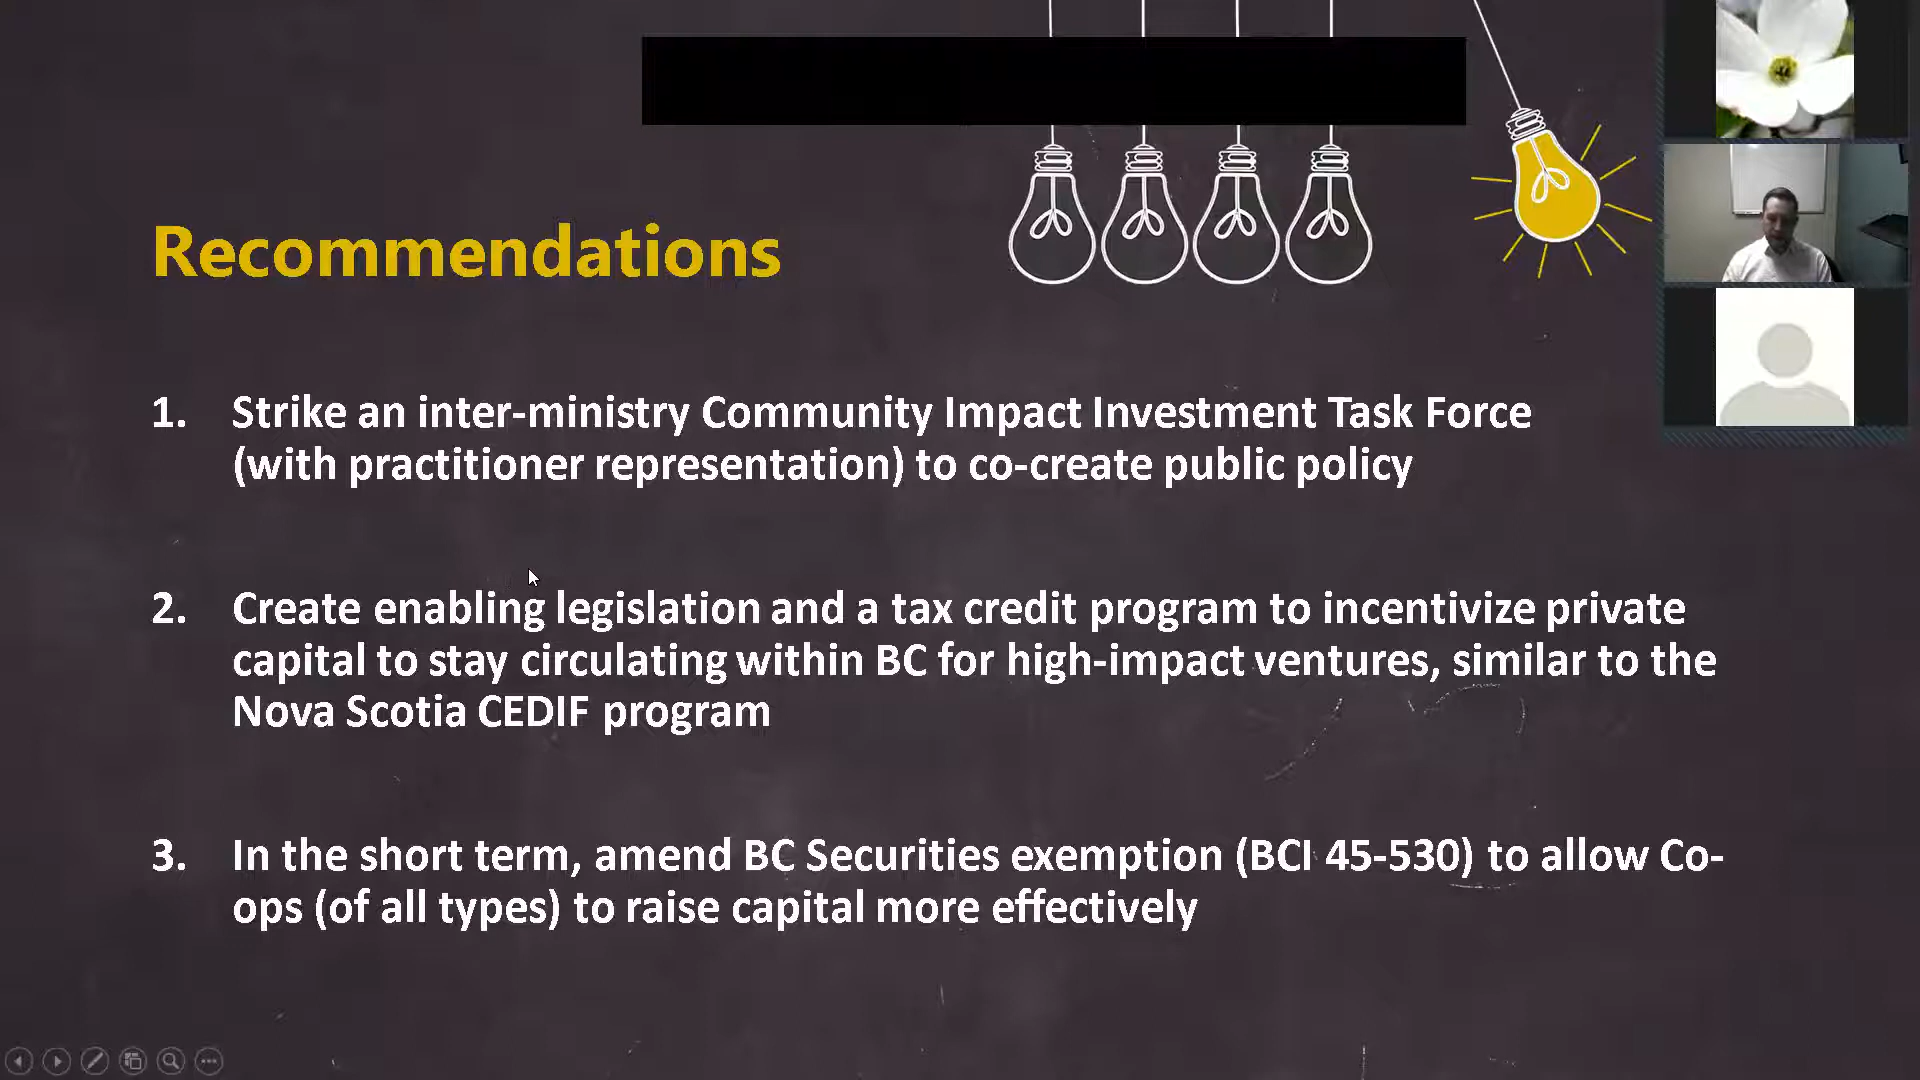 Recommendations
1. Strike an inter-ministry Community Impact Investment Task Force
(with practitioner representation) to co-create public policy
2. Create enabling legislation and a tax credit program to incentivize private
capital to stay circulating within BC for high-impact ventures, similar to the
Nova Scotia CEDIF program
3. In the short term, amend BC Securities exemption (BCI 45-530) to allow Co-
ops (of all types) to raise capital more effectively